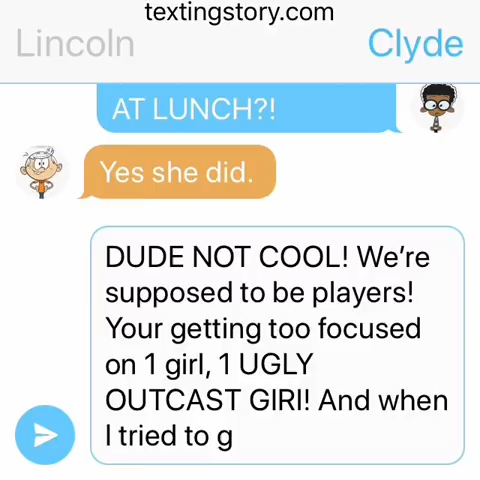 textingstory.com
Lincoln
Clyde
AT LUNCH?!
Yes she did.
DUDE NOT COOL! We're
supposed to be players!
Your getting too focused
on 1 girl, 1 UGLY
OUTCAST GIRl! And when
I tried to g